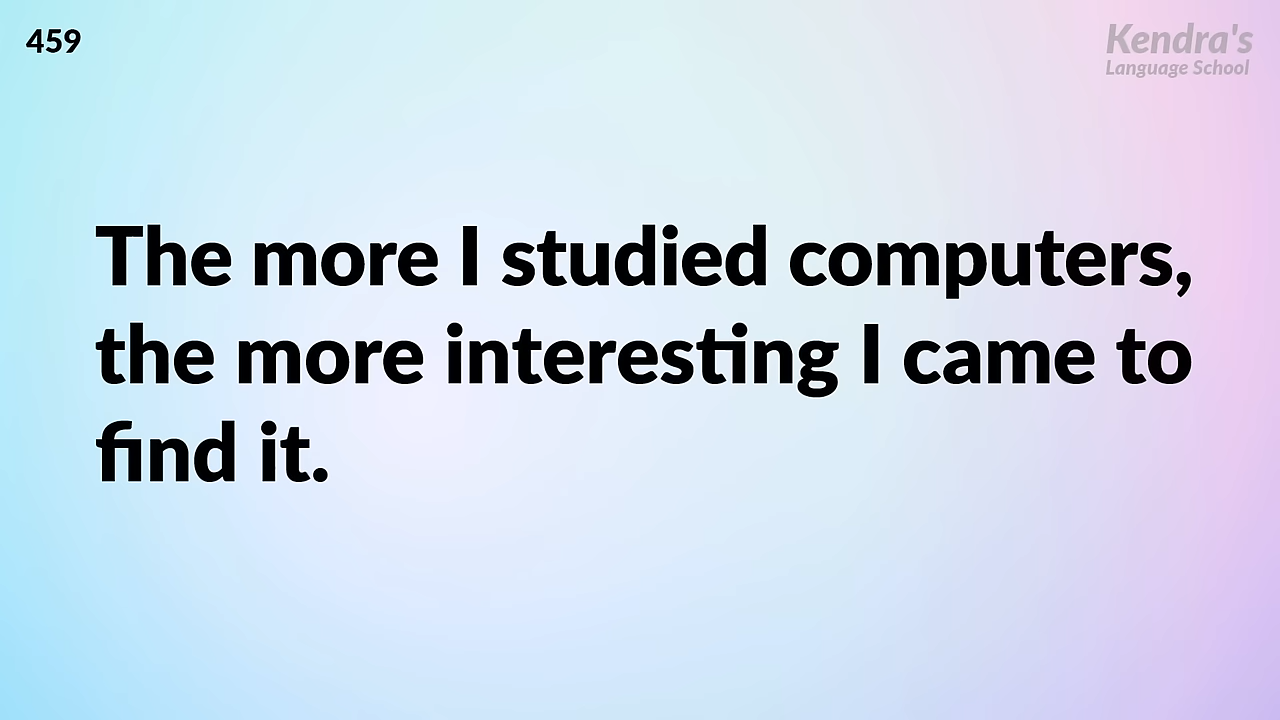 459
Kendra's
Language School
The more I studied computers,
the more interesting I came to
find it.